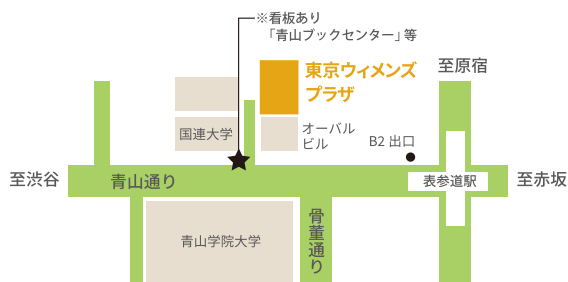 ※看板あり
「青山ブックセンター」等
東京ウィメンズ
プラザ
至原宿
国連大学
オーバル
ビル
B2 出口
至渋谷
青山通り
表参道駅
至赤坂
青山学院大学
骨董通り